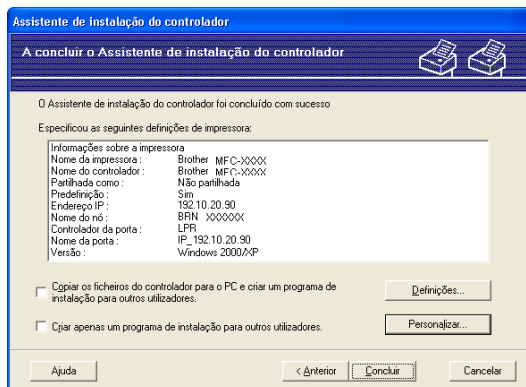 Assistente de instalação do controlador
A concluir o Assistente de instalação do controlador
O Assistente de instalação do controlador foi concluído com sucesso
Especificou as seguintes definições de impressora:
Informações sobre a impressora
Nome da impressora : Brother MFC-XXXX
Nome do controlador : Brother MFC-XXXX
Partilhada como : Não partilhada
Predefinição : Sim
Endereço IP : 192.10.20.90
Nome do nó : BRN XXXXXX
Controlador da porta : LPR
Nome da porta : IP_192.10.20.90
Versão : Windows 2000/XP
Copiar os ficheiros do controlador para o PC e criar um programa de
instalação para outros utilizadores.
Definições...
Criar apenas um programa de instalação para outros utilizadores.
Personalizar...
Ajuda
< Anterior
Concluir
Cancelar